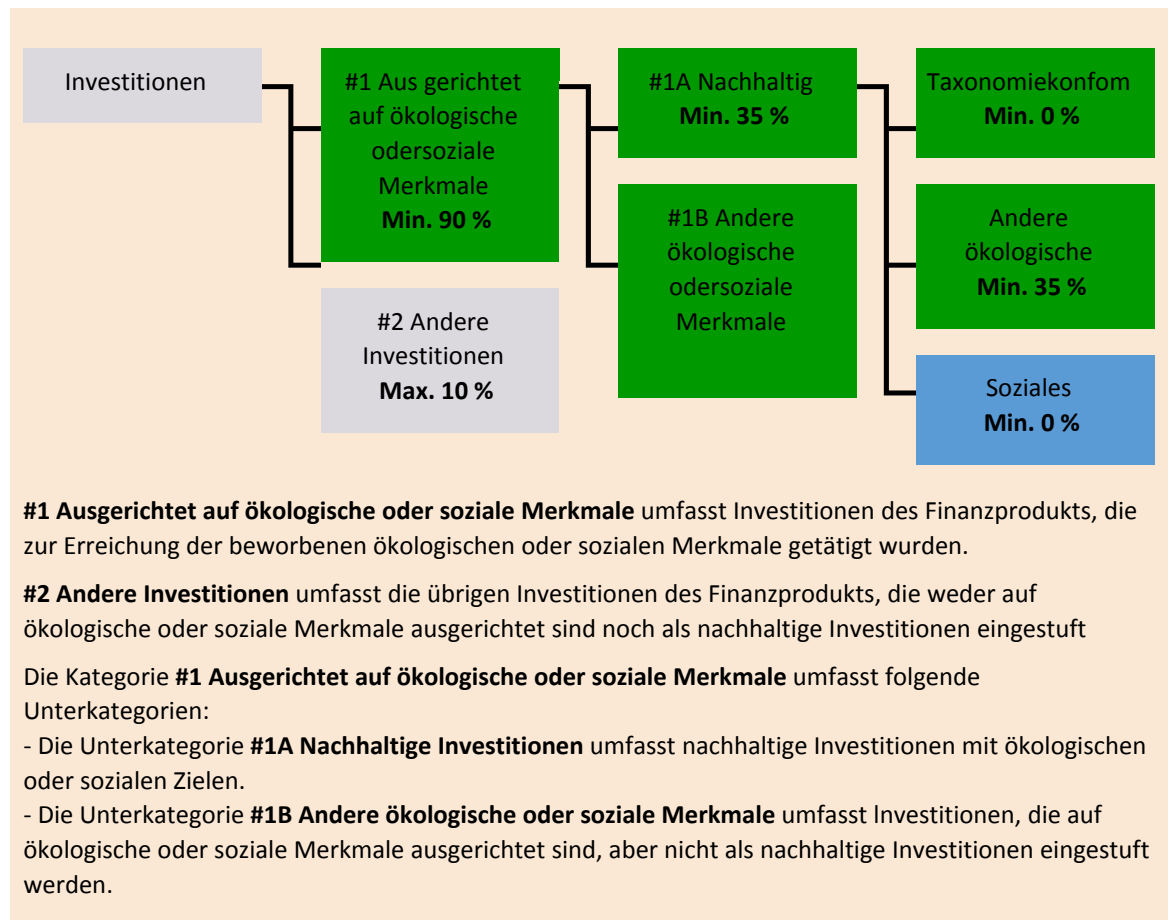 Investitionen
#1 Aus gerichtet
auf ökologische
odersoziale
Merkmale
Min. 90 %
#2 Andere
Investitionen
Max. 10 %
#1A Nachhaltig
Min. 35 %
#1B Andere
ökologische
odersoziale
Merkmale
Taxonomiekonfom
Min. 0 %
Andere
ökologische
Min. 35 %
Soziales
Min. 0 %
#1 Ausgerichtet auf ökologische oder soziale Merkmale umfasst Investitionen des Finanzprodukts, die
zur Erreichung der beworbenen ökologischen oder sozialen Merkmale getätigt wurden.
#2 Andere Investitionen umfasst die übrigen Investitionen des Finanzprodukts, die weder auf
ökologische oder soziale Merkmale ausgerichtet sind noch als nachhaltige Investitionen eingestuft
Die Kategorie #1 Ausgerichtet auf ökologische oder soziale Merkmale umfasst folgende
Unterkategorien:
- Die Unterkategorie #1A Nachhaltige Investitionen umfasst nachhaltige Investitionen mit ökologischen
oder sozialen Zielen.
- Die Unterkategorie #1B Andere ökologische oder soziale Merkmale umfasst lnvestitionen, die auf
ökologische oder soziale Merkmale ausgerichtet sind, aber nicht als nachhaltige Investitionen eingestuft
werden.